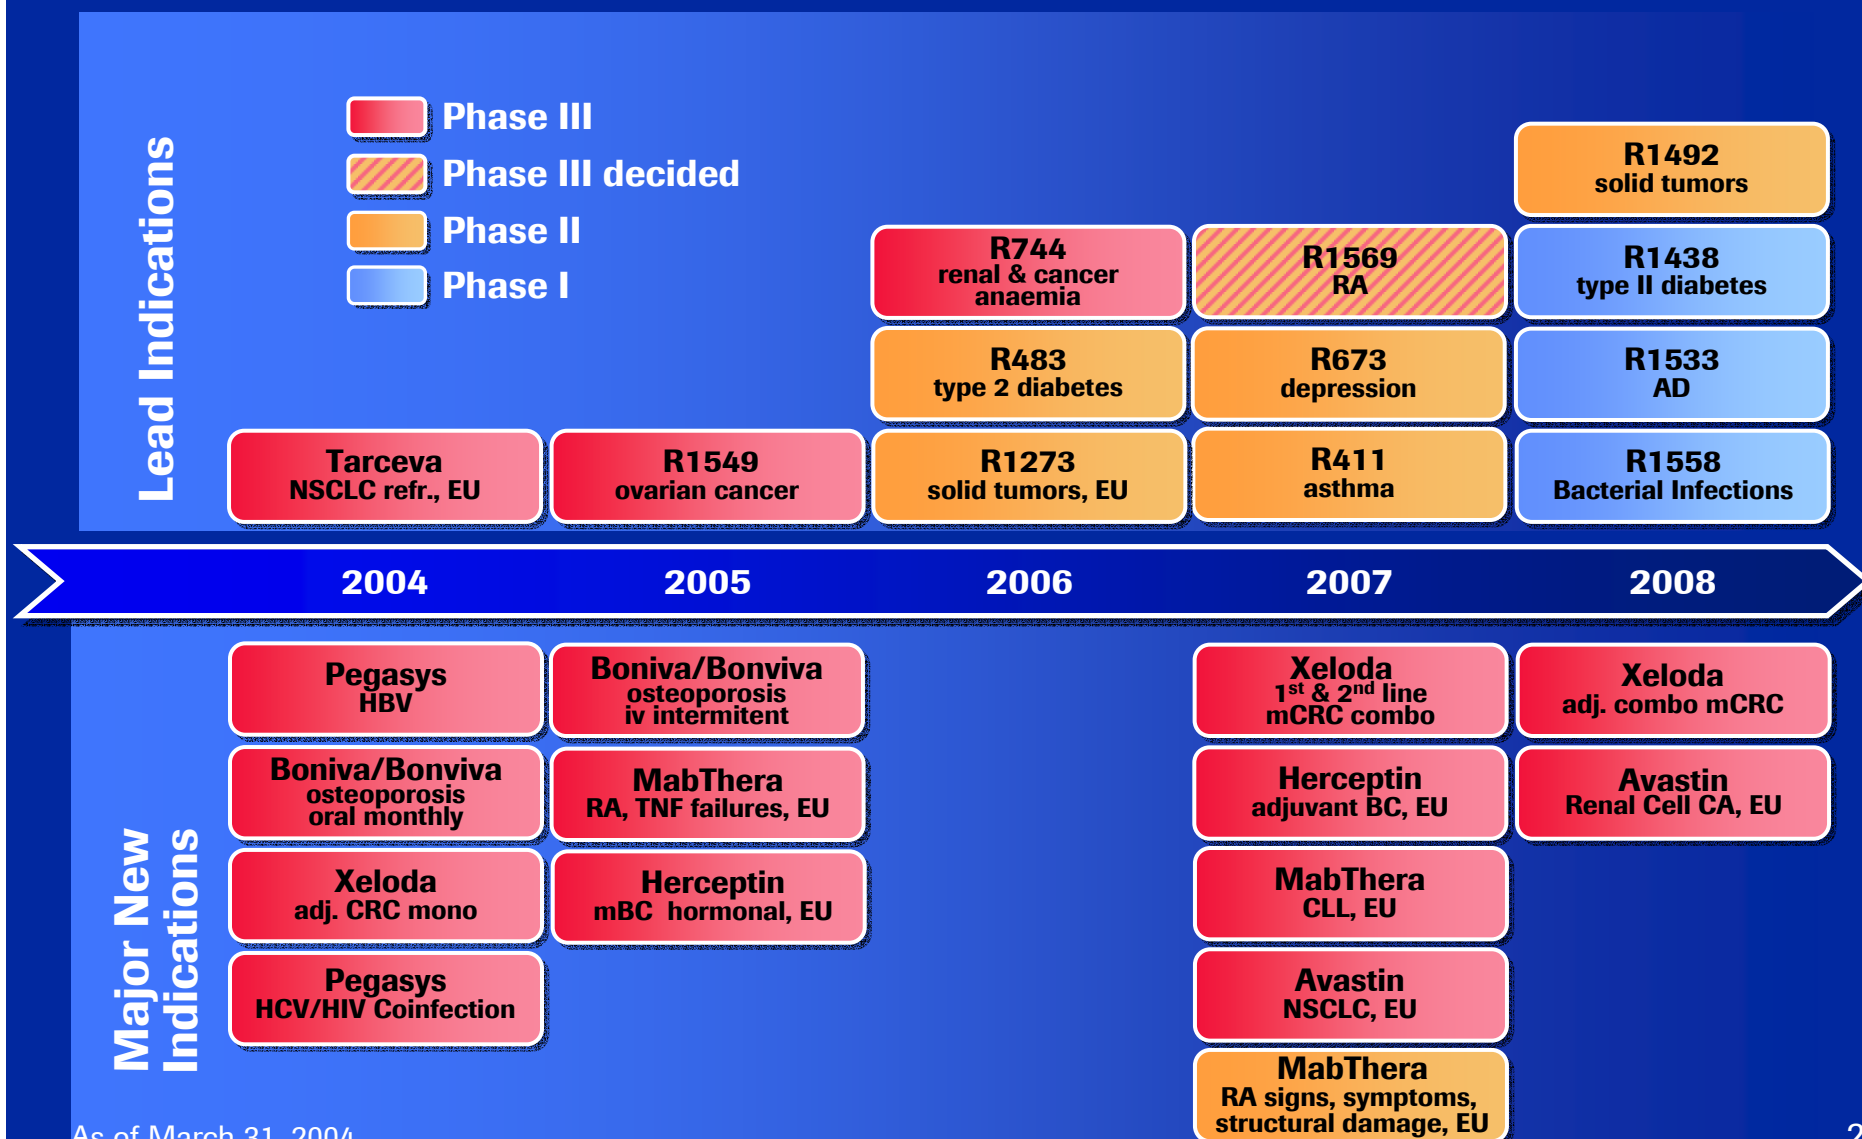 Lead Indications
Phase III
Phase III decided
Phase II
Phase I
Tarceva
NSCLC refr., EU
R1549
ovarian cancer
R744
renal & cancer
anaemia
R483
type 2 diabetes
R1273
solid tumors, EU
R1569
RA
R673
depression
R411
asthma
R1492
solid tumors
R1438
type II diabetes
R1533
AD
R1558
Bacterial Infections
2004
2005
2006
2007
2008
Major New
Indications
Pegasys
HBV
Boniva/Bonviva
osteoporosis
oral monthly
Xeloda
adj. CRC mono
Pegasys
HCV/HIV Coinfection
Boniva/Bonviva
osteoporosis
iv intermitent
MabThera
RA, TNF failures, EU
Herceptin
mBC hormonal, EU
Xeloda
1st & 2nd line
mCRC combo
Herceptin
adjuvant BC, EU
MabThera
CLL, EU
Avastin
NSCLC, EU
MabThera
RA signs, symptoms,
structural damage, EU
Xeloda
adj. combo mCRC
Avastin
Renal Cell CA, EU
As of March 31, 2004
2